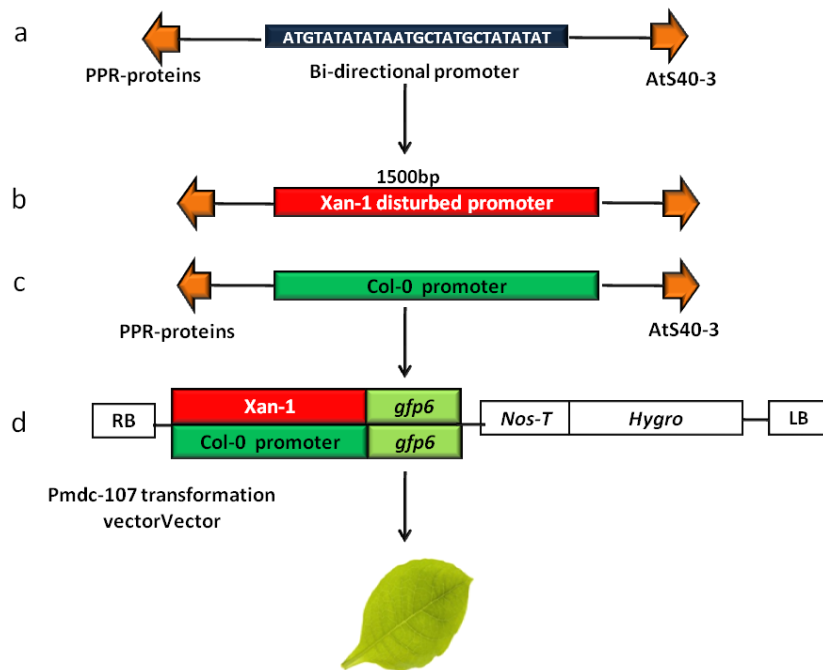 a
ATGTATATATAATGCTATGCTATATAT
PPR-proteins
Bi-directional promoter
AtS40-3
1500bp
b
Xan-1 disturbed promoter
c
Col-0 promoter
PPR-proteins
AtS40-3
d
RB
Xan-1
gfp6
Nos-T
Hygro
LB
Col-0 promoter
gfp6
Pmdc-107 transformation
vectorVector